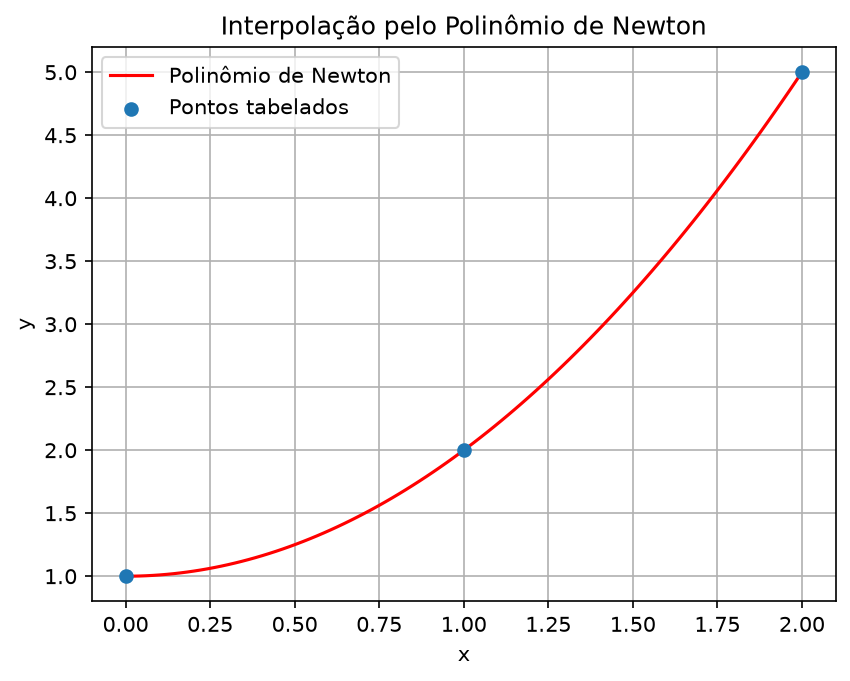 Interpolação pelo Polinômio de Newton
Polinômio de Newton
Pontos tabelados
5.0
4.5
4.0
3.5
3.0
2.5
2.0
1.5
1.0
y
0.00 0.25 0.50 0.75 1.00 1.25 1.50 1.75 2.00
x